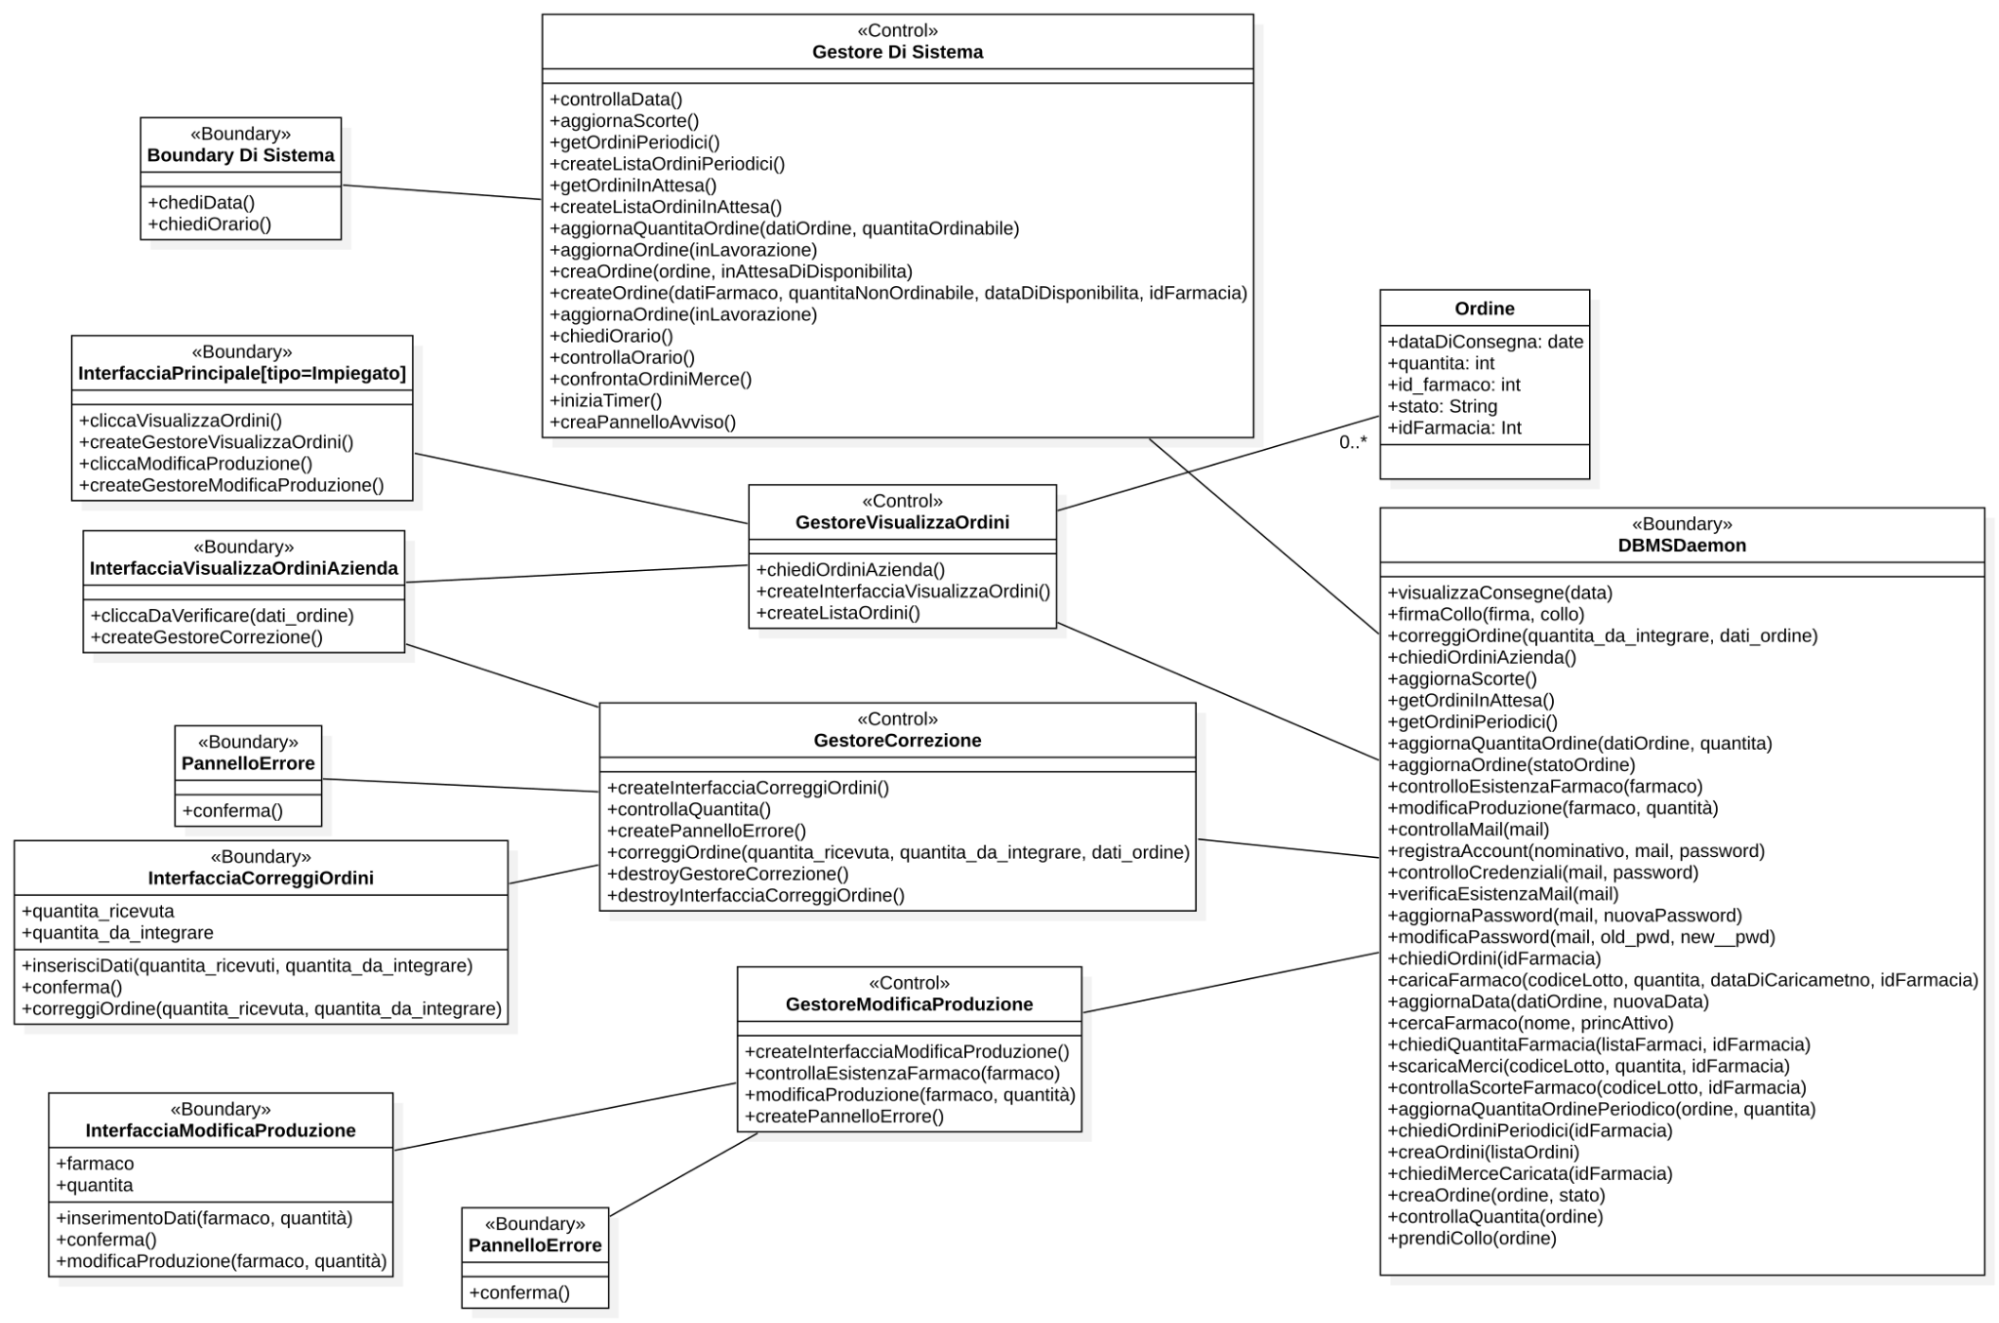 «Control»
Gestore Di Sistema
+controllaData()
+aggiornaScorte()
+getOrdiniPeriodici()
+createListaOrdiniPeriodici()
+getOrdiniInAttesa()
+createListaOrdiniInAttesa()
+aggiornaQuantitaOrdine(datiOrdine, quantitaOrdinabile)
+aggiornaOrdine(inLavorazione)
+creaOrdine(ordine, inAttesaDiDisponibilita)
+createOrdine(datiFarmaco, quantitaNonOrdinabile, dataDiDisponibilita, idFarmacia)
+aggiornaOrdine(inLavorazione)
+chiediOrario()
+controllaOrario()
+confrontaOrdiniMerce()
+iniziaTimer()
+creaPannelloAvviso()
«Boundary»
Boundary Di Sistema
+chediData()
+chiediOrario()
«Boundary»
InterfacciaPrincipale[tipo=Impiegato]
+cliccaVisualizzaOrdini()
+createGestoreVisualizzaOrdini()
+cliccaModificaProduzione()
+createGestoreModificaProduzione()
Ordine
+dataDiConsegna: date
+quantita: int
+id_farmaco: int
+stato: String
+idFarmacia: Int
0..*
«Control»
GestoreVisualizzaOrdini
+chiediOrdiniAzienda()
+createInterfacciaVisualizzaOrdini()
+createListaOrdini()
«Boundary»
InterfacciaVisualizzaOrdiniAzienda
+cliccaDaVerificare(dati_ordine)
+createGestoreCorrezione()
«Boundary»
DBMSDaemon
+visualizzaConsegne(data)
+firmaCollo(firma, collo)
+correggiOrdine(quantita_da_integrare, dati_ordine)
+chiediOrdiniAzienda()
+aggiornaScorte()
+getOrdiniInAttesa()
+getOrdiniPeriodici()
+aggiornaQuantitaOrdine(datiOrdine, quantita)
+aggiornaOrdine(statoOrdine)
+controlloEsistenzaFarmaco(farmaco)
+modificaProduzione(farmaco, quantità)
+controllaMail(mail)
+registraAccount(nominativo, mail, password)
+controlloCredenziali(mail, password)
+verificaEsistenzaMail(mail)
+aggiornaPassword(mail, nuovaPassword)
+modificaPassword(mail, old_pwd, new__pwd)
+chiediOrdini(idFarmacia)
+caricaFarmaco(codiceLotto, quantita, dataDiCaricametno, idFarmacia)
+aggiornaData(datiOrdine, nuovaData)
+cercaFarmaco(nome, princAttivo)
+chiediQuantitaFarmacia(listaFarmaci, idFarmacia)
+scaricaMerci(codiceLotto, quantita, idFarmacia)
+controllaScorteFarmaco(codiceLotto, idFarmacia)
+aggiornaQuantitaOrdinePeriodico(ordine, quantita)
+chiediOrdiniPeriodici(idFarmacia)
+creaOrdini(listaOrdini)
+chiediMerceCaricata(idFarmacia)
+creaOrdine(ordine, stato)
+controllaQuantita(ordine)
+prendiCollo(ordine)
«Control»
GestoreCorrezione
+createInterfacciaCorreggiOrdini()
+controllaQuantita()
+createPannelloErrore()
+correggiOrdine(quantita_ricevuta, quantita_da_integrare, dati_ordine)
+destroyGestoreCorrezione()
+destroyInterfacciaCorreggiOrdine()
«Boundary»
PannelloErrore
+conferma()
«Boundary»
InterfacciaCorreggiOrdini
+quantita_ricevuta
+quantita_da_integrare
+inserisciDati(quantita_ricevuti, quantita_da_integrare)
+conferma()
+correggiOrdine(quantita_ricevuta, quantita_da_integrare)
«Control»
GestoreModificaProduzione
+createInterfacciaModificaProduzione()
+controllaEsistenzaFarmaco(farmaco)
+modificaProduzione(farmaco, quantità)
+createPannelloErrore()
«Boundary»
InterfacciaModificaProduzione
+farmaco
+quantita
+inserimentoDati(farmaco, quantità)
+conferma()
+modificaProduzione(farmaco, quantità)
«Boundary»
PannelloErrore
+conferma()